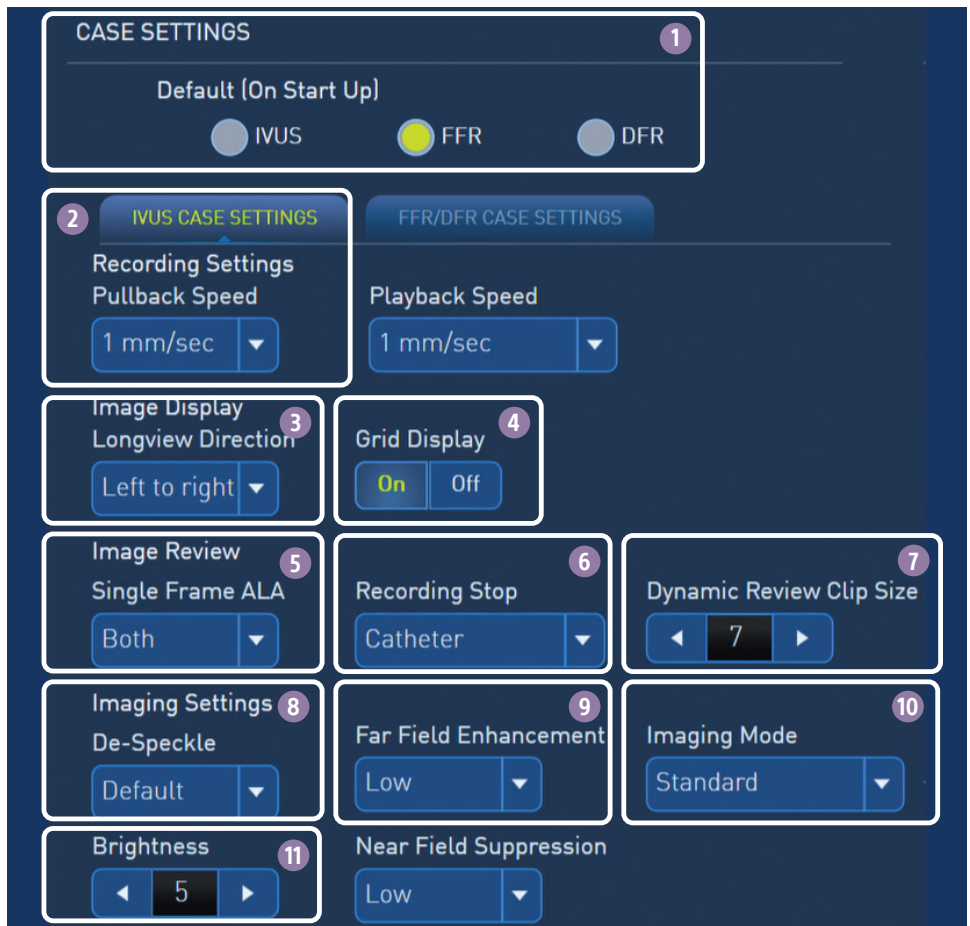 CASE SETTINGS
1
Default (On Start Up)
IVUS FFR DFR
2
IVUS CASE SETTINGS FFR/DFR CASE SETTINGS
Recording Settings
Pullback Speed Playback Speed
1 mm/sec 1 mm/sec
Image Display
3
4
Longview Direction Grid Display
Left to right On Off
Image Review
5
6
7
Single Frame ALA Recording Stop Dynamic Review Clip Size
Both Catheter 7
Imaging Settings
8
9
10
De-Speckle Far Field Enhancement Imaging Mode
Default Low Standard
Brightness Near Field Suppression
11
5 Low